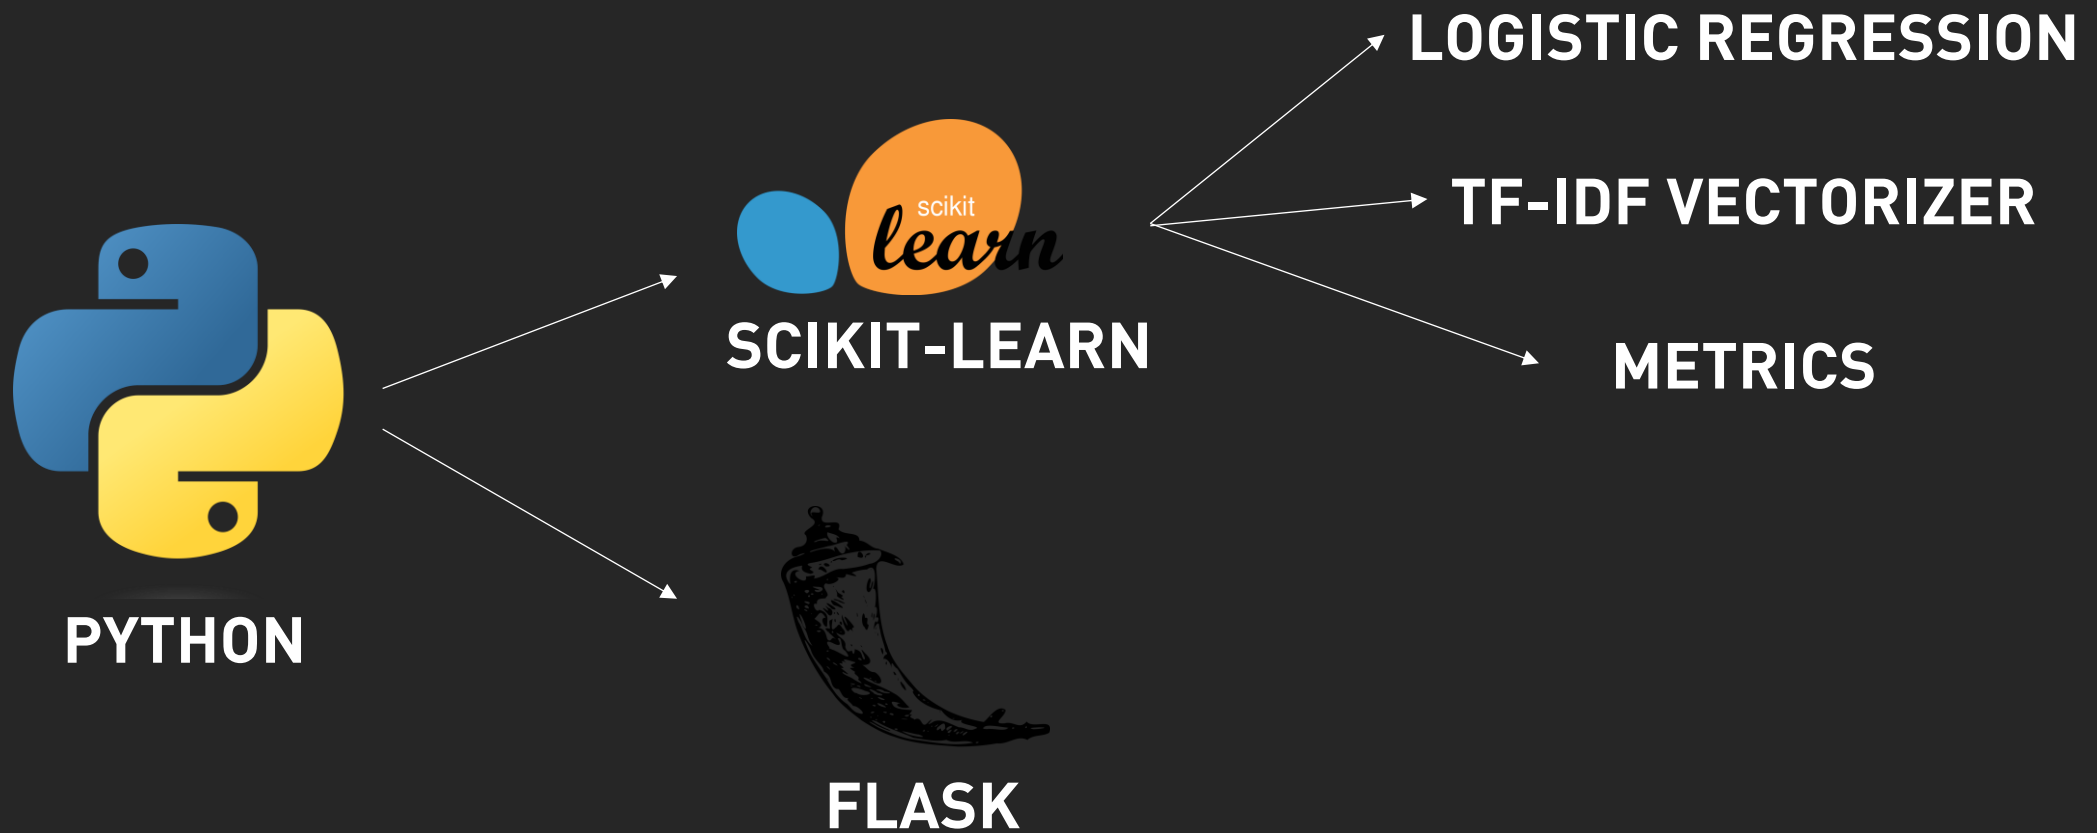 LOGISTIC REGRESSION
TF-IDF VECTORIZER
scikit
learn
SCIKIT-LEARN
METRICS
PYTHON
FLASK